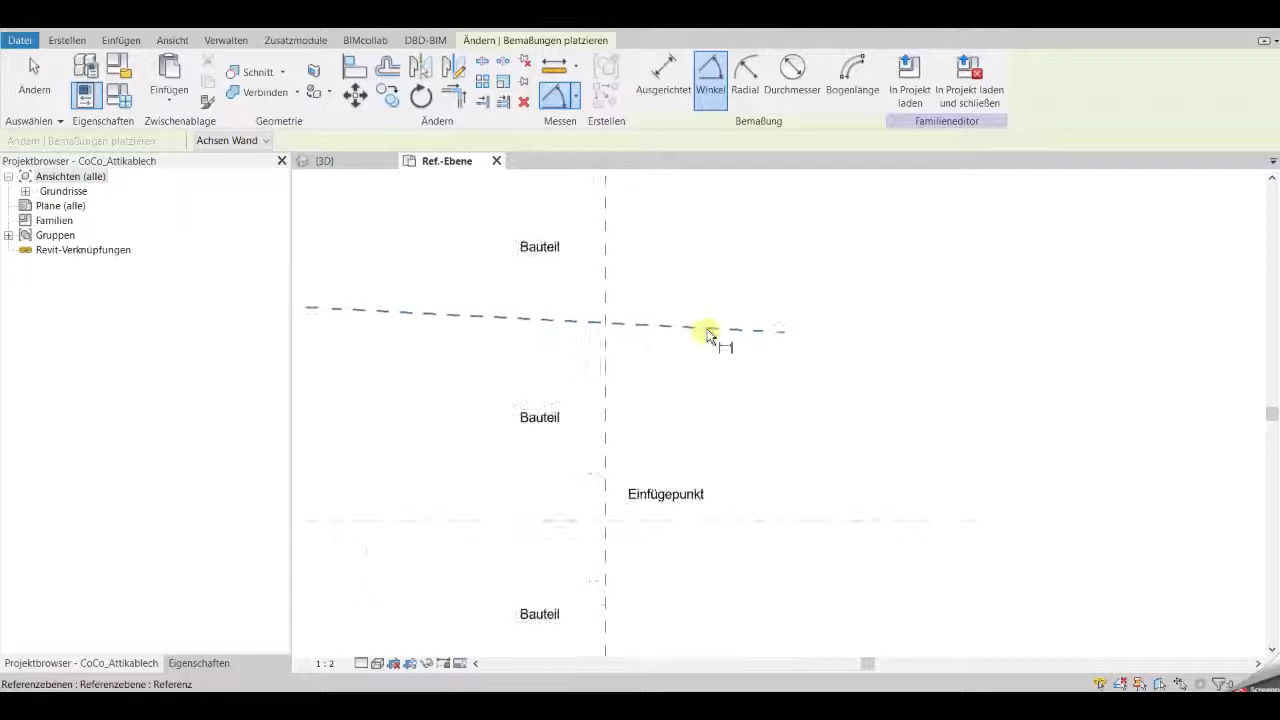 Datei Erstellen Einfügen Ansicht Verwalten Zusatzmodule BIMcollab DBD-BIM Ändern | Bemaßungen platzieren
Ändern Einfügen Schnitt Verbinden Ausgerichtet Winkel Radial Durchmesser Bogenlänge In Projekt laden In Projekt laden und schließen
Auswählen Eigenschaften Zwischenablage Geometrie Ändern Messen Erstellen Bemaßung Familieneditor
Ändern | Bemaßungen platzieren Achsen Wand
Projektbrowser - CoCo_Attikablech
{3D} Ref.-Ebene
Ansichten (alle)
Grundrisse
Pläne (alle)
Familien
Gruppen
Revit-Verknüpfungen
Bauteil
Bauteil
Einfügepunkt
Bauteil
Projektbrowser - CoCo_Attikablech Eigenschaften
1 : 2
Referenzebenen : Referenzebene : Referenz
:0